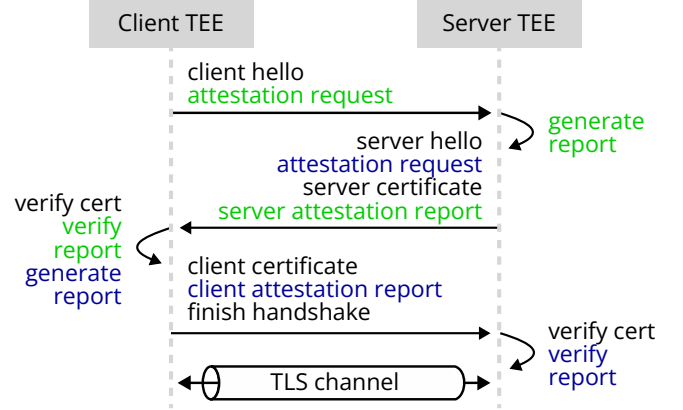 Client TEE
Server TEE
client hello
attestation request
generate
report
server hello
attestation request
server certificate
server attestation report
verify cert
verify
report
generate
report
client certificate
client attestation report
finish handshake
verify cert
verify
report
TLS channel